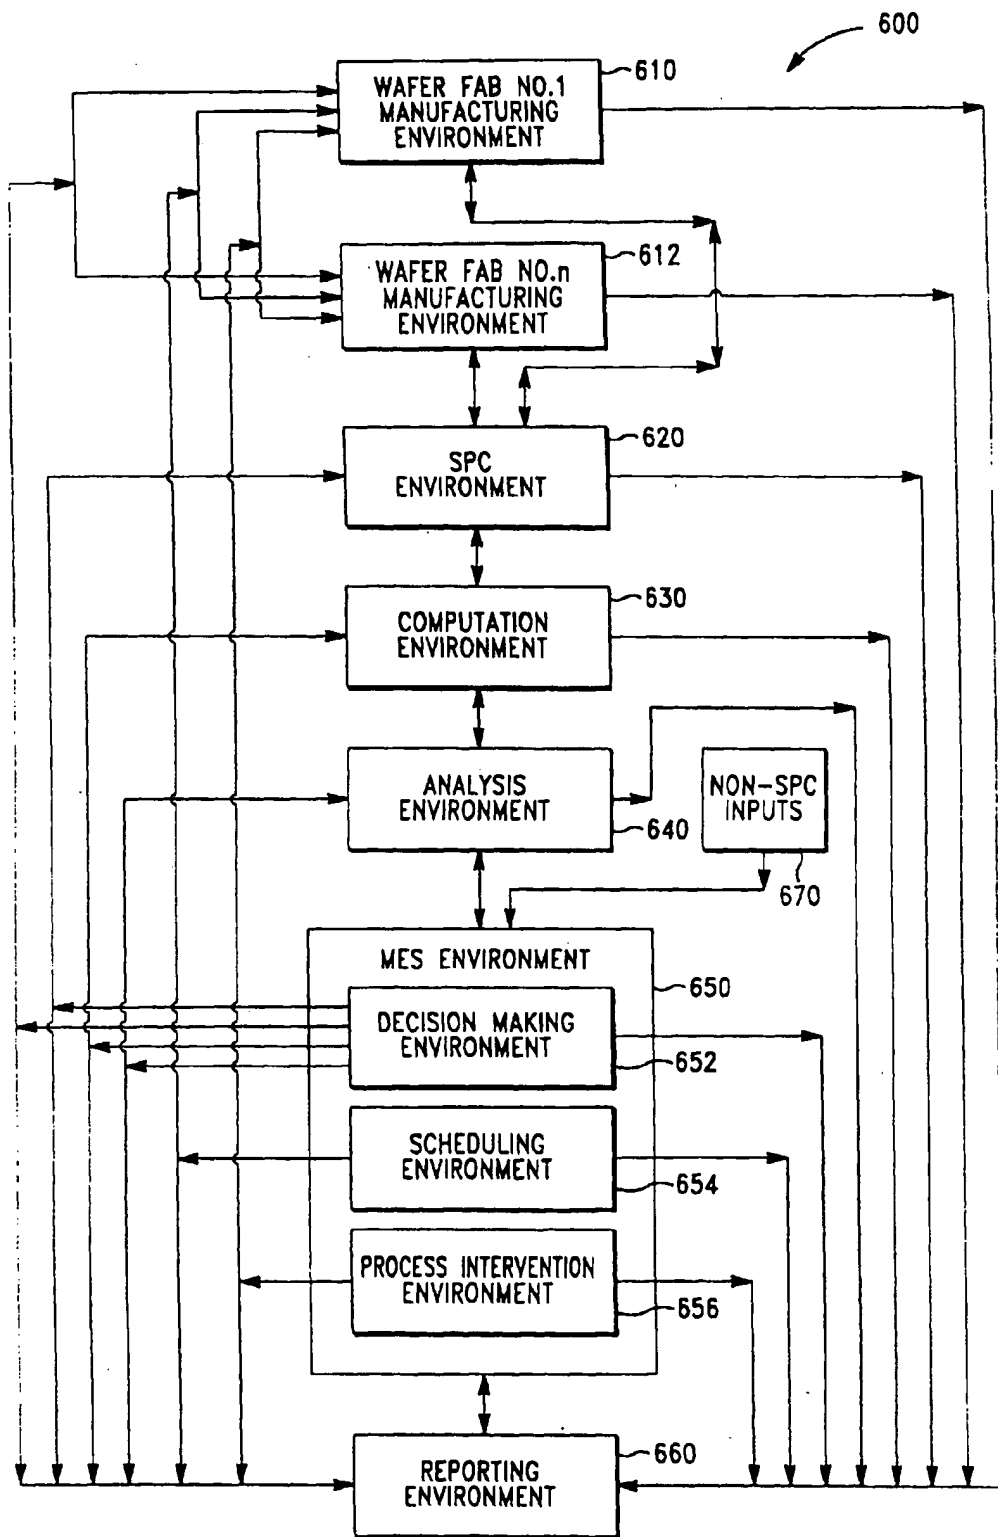 600
WAFER FAB NO.1
MANUFACTURING
ENVIRONMENT
610
WAFER FAB NO.n
MANUFACTURING
ENVIRONMENT
612
SPC
ENVIRONMENT
620
COMPUTATION
ENVIRONMENT
630
ANALYSIS
ENVIRONMENT
640
NON-SPC
INPUTS
670
MES ENVIRONMENT
650
DECISION MAKING
ENVIRONMENT
652
SCHEDULING
ENVIRONMENT
654
PROCESS INTERVENTION
ENVIRONMENT
656
REPORTING
ENVIRONMENT
660